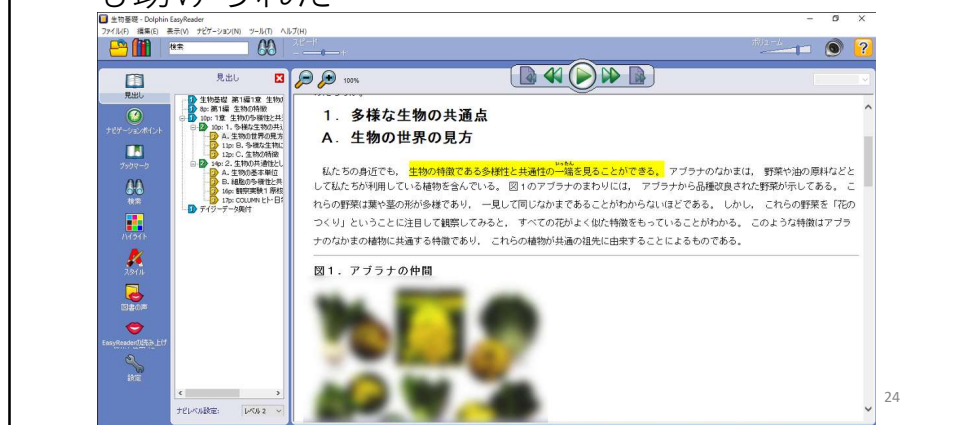 も助けられた
生物基礎 - Dolphin EasyReader
ファイル(F) 編集(E) 表示(V) ナビゲーション(N) ツール(T) ヘルプ(H)
検索
スピード
ボリューム
見出し
ナビゲーションポイント
ブックマーク
検索
ハイライト
スタイル
図書の声
EasyReaderの読み上げ
設定
見出し
生物基礎 第1編1章 生物の
8p: 第1編 生物の特徴
10p: 1章 生物の多様性と共
10p: 1. 多様な生物の共
A. 生物の世界の見方
11p: B. 多様な生物に
12p: C. 生物の特徴
14p: 2. 生物の共通性とし
A. 生物の基本単位
B. 細胞の多様性と共
16p: 観察実験1 原核
17p: COLUMN ヒト・日
デイジーデータ奥付
ナビレベル設定: レベル 2
100%
1. 多様な生物の共通点
A. 生物の世界の見方
私たちの身近でも, 生物の特徴である多様性と共通性の一端を見ることができる。 アブラナのなかまは, 野菜や油の原料などと
いったん
して私たちが利用している植物を含んでいる。 図1のアブラナのまわりには, アブラナから品種改良された野菜が示してある。 こ
れらの野菜は葉や茎の形が多様であり, 一見して同じなかまであることがわからないほどである。 しかし, これらの野菜を「花の
つくり」ということに注目して観察してみると, すべての花がよく似た特徴をもっていることがわかる。 このような特徴はアブラ
ナのなかまの植物に共通する特徴であり, これらの植物が共通の祖先に由来することによるものである。
図1. アブラナの仲間
24